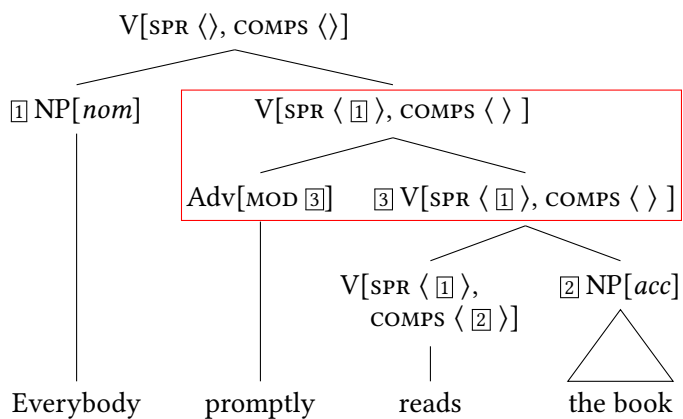 V[SPR ⟨⟩, COMPS ⟨⟩]
1 NP[nom] V[SPR ⟨ 1 ⟩, COMPS ⟨ ⟩ ]
Adv[MOD 3] 3 V[SPR ⟨ 1 ⟩, COMPS ⟨ ⟩ ]
V[SPR ⟨ 1 ⟩, 2 NP[acc]
COMPS ⟨ 2 ⟩]
Everybody promptly reads the book